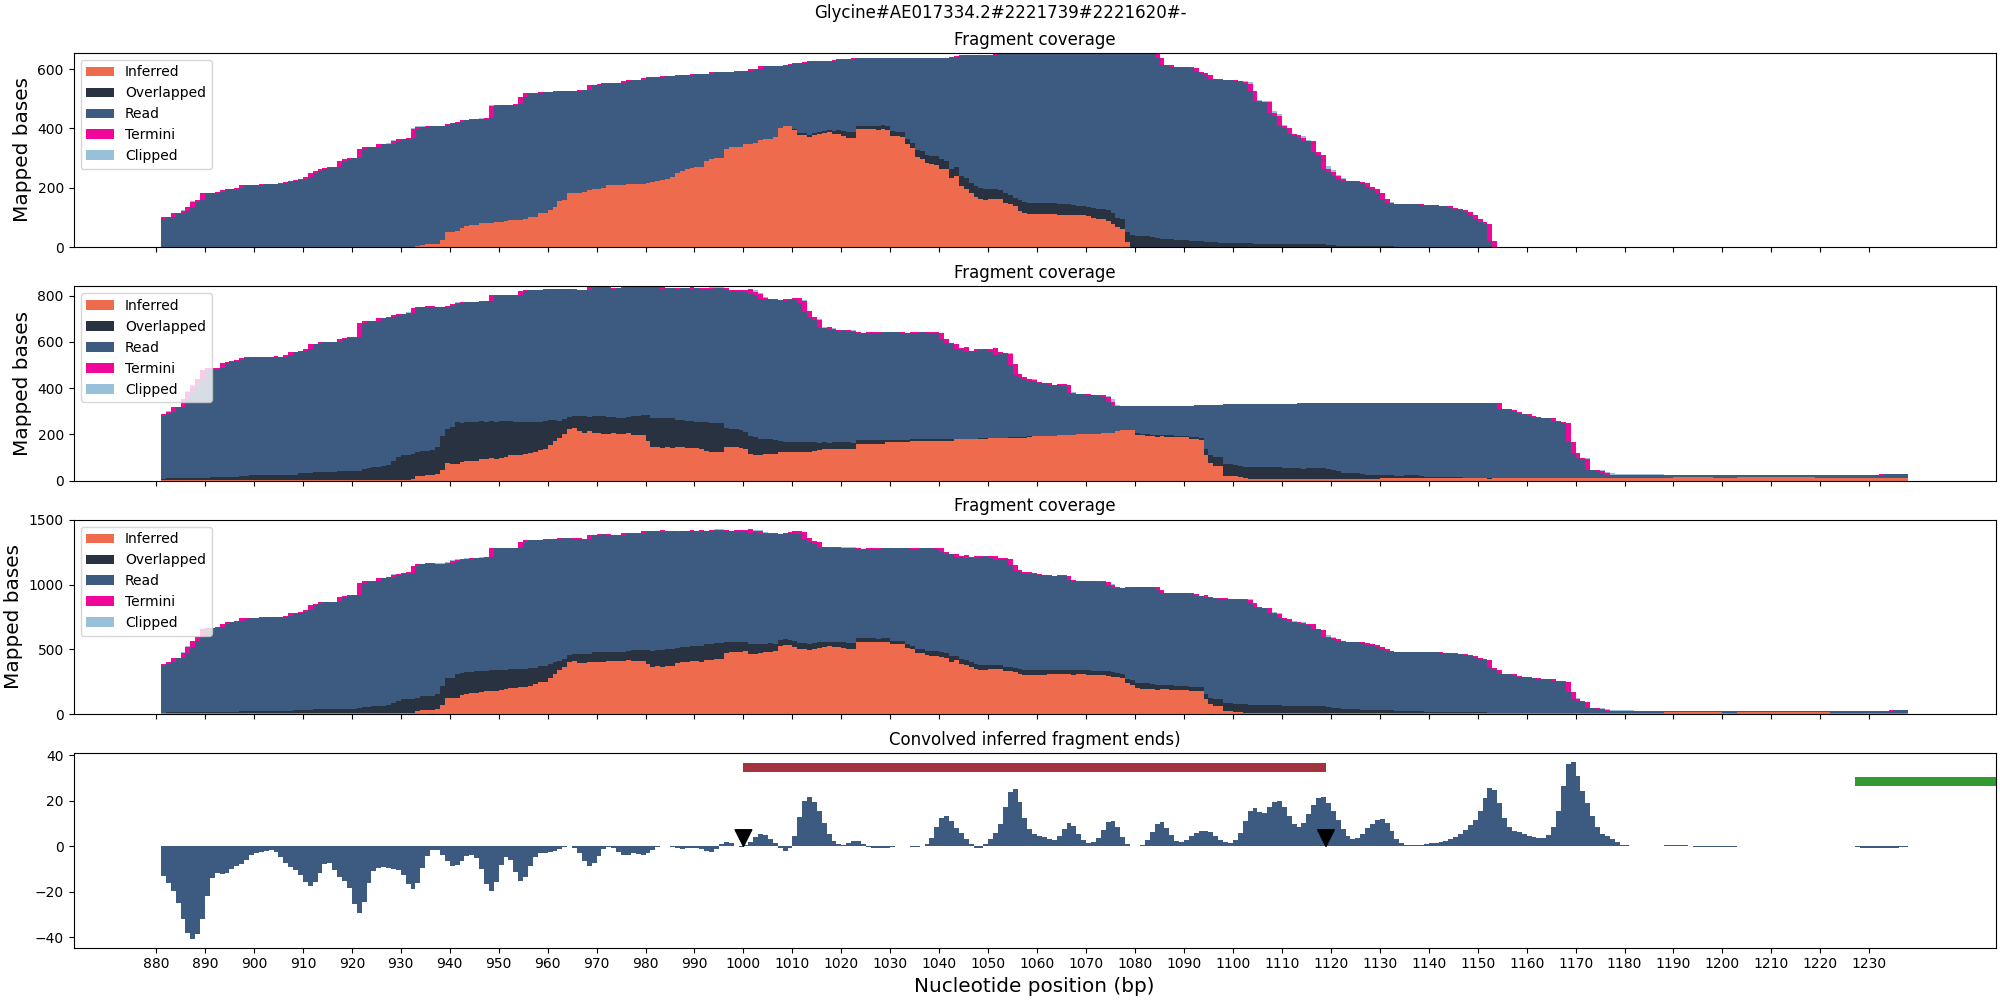 Glycine#AE017334.2#2221739#2221620#-
Fragment coverage
Mapped bases
600
400
200
0
Inferred
Overlapped
Read
Termini
Clipped
Fragment coverage
Mapped bases
800
600
400
200
0
Inferred
Overlapped
Read
Termini
Clipped
Fragment coverage
Mapped bases
1500
1000
500
0
Inferred
Overlapped
Read
Termini
Clipped
Convolved inferred fragment ends)
40
20
0
−20
−40
880 890 900 910 920 930 940 950 960 970 980 990 1000 1010 1020 1030 1040 1050 1060 1070 1080 1090 1100 1110 1120 1130 1140 1150 1160 1170 1180 1190 1200 1210 1220 1230
Nucleotide position (bp)